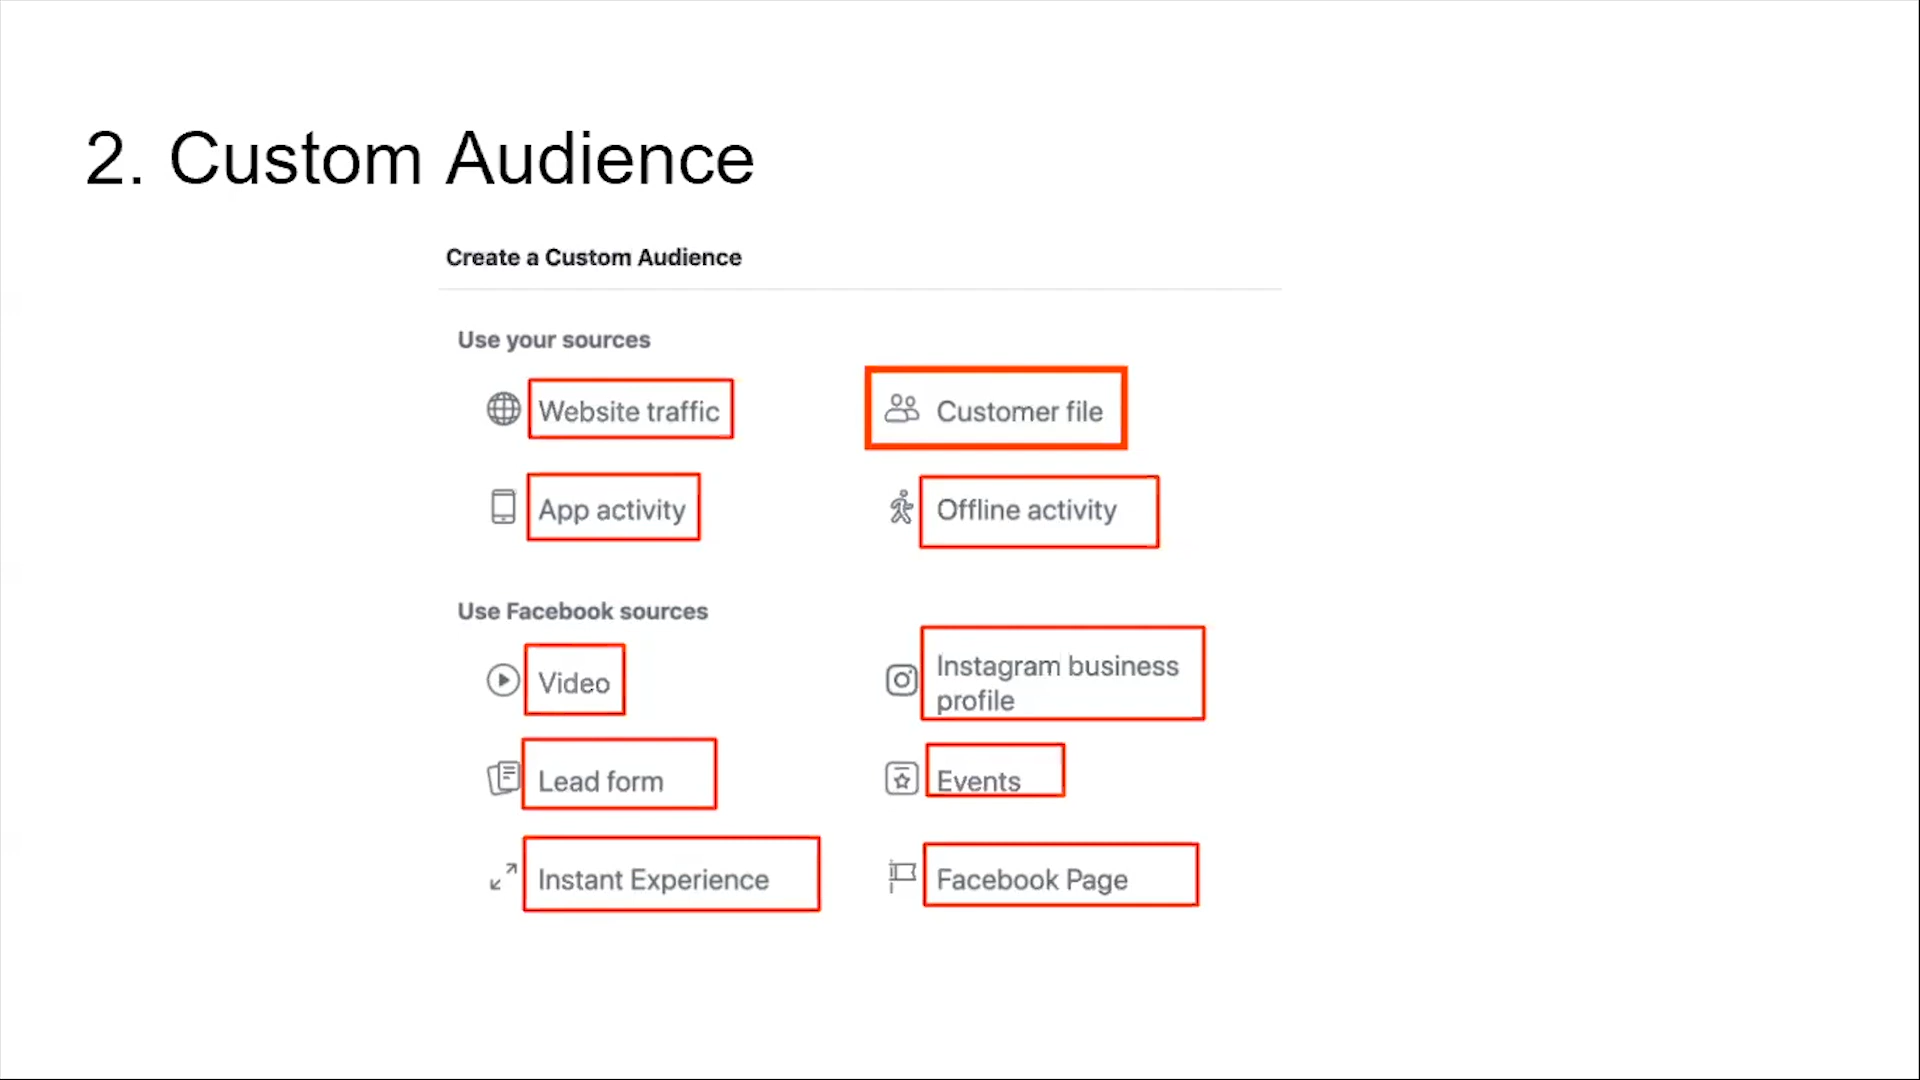 2. Custom Audience
Create a Custom Audience
Use your sources
Website traffic
Customer file
App activity
Offline activity
Use Facebook sources
Video
Instagram business
profile
Lead form
Events
Instant Experience
Facebook Page